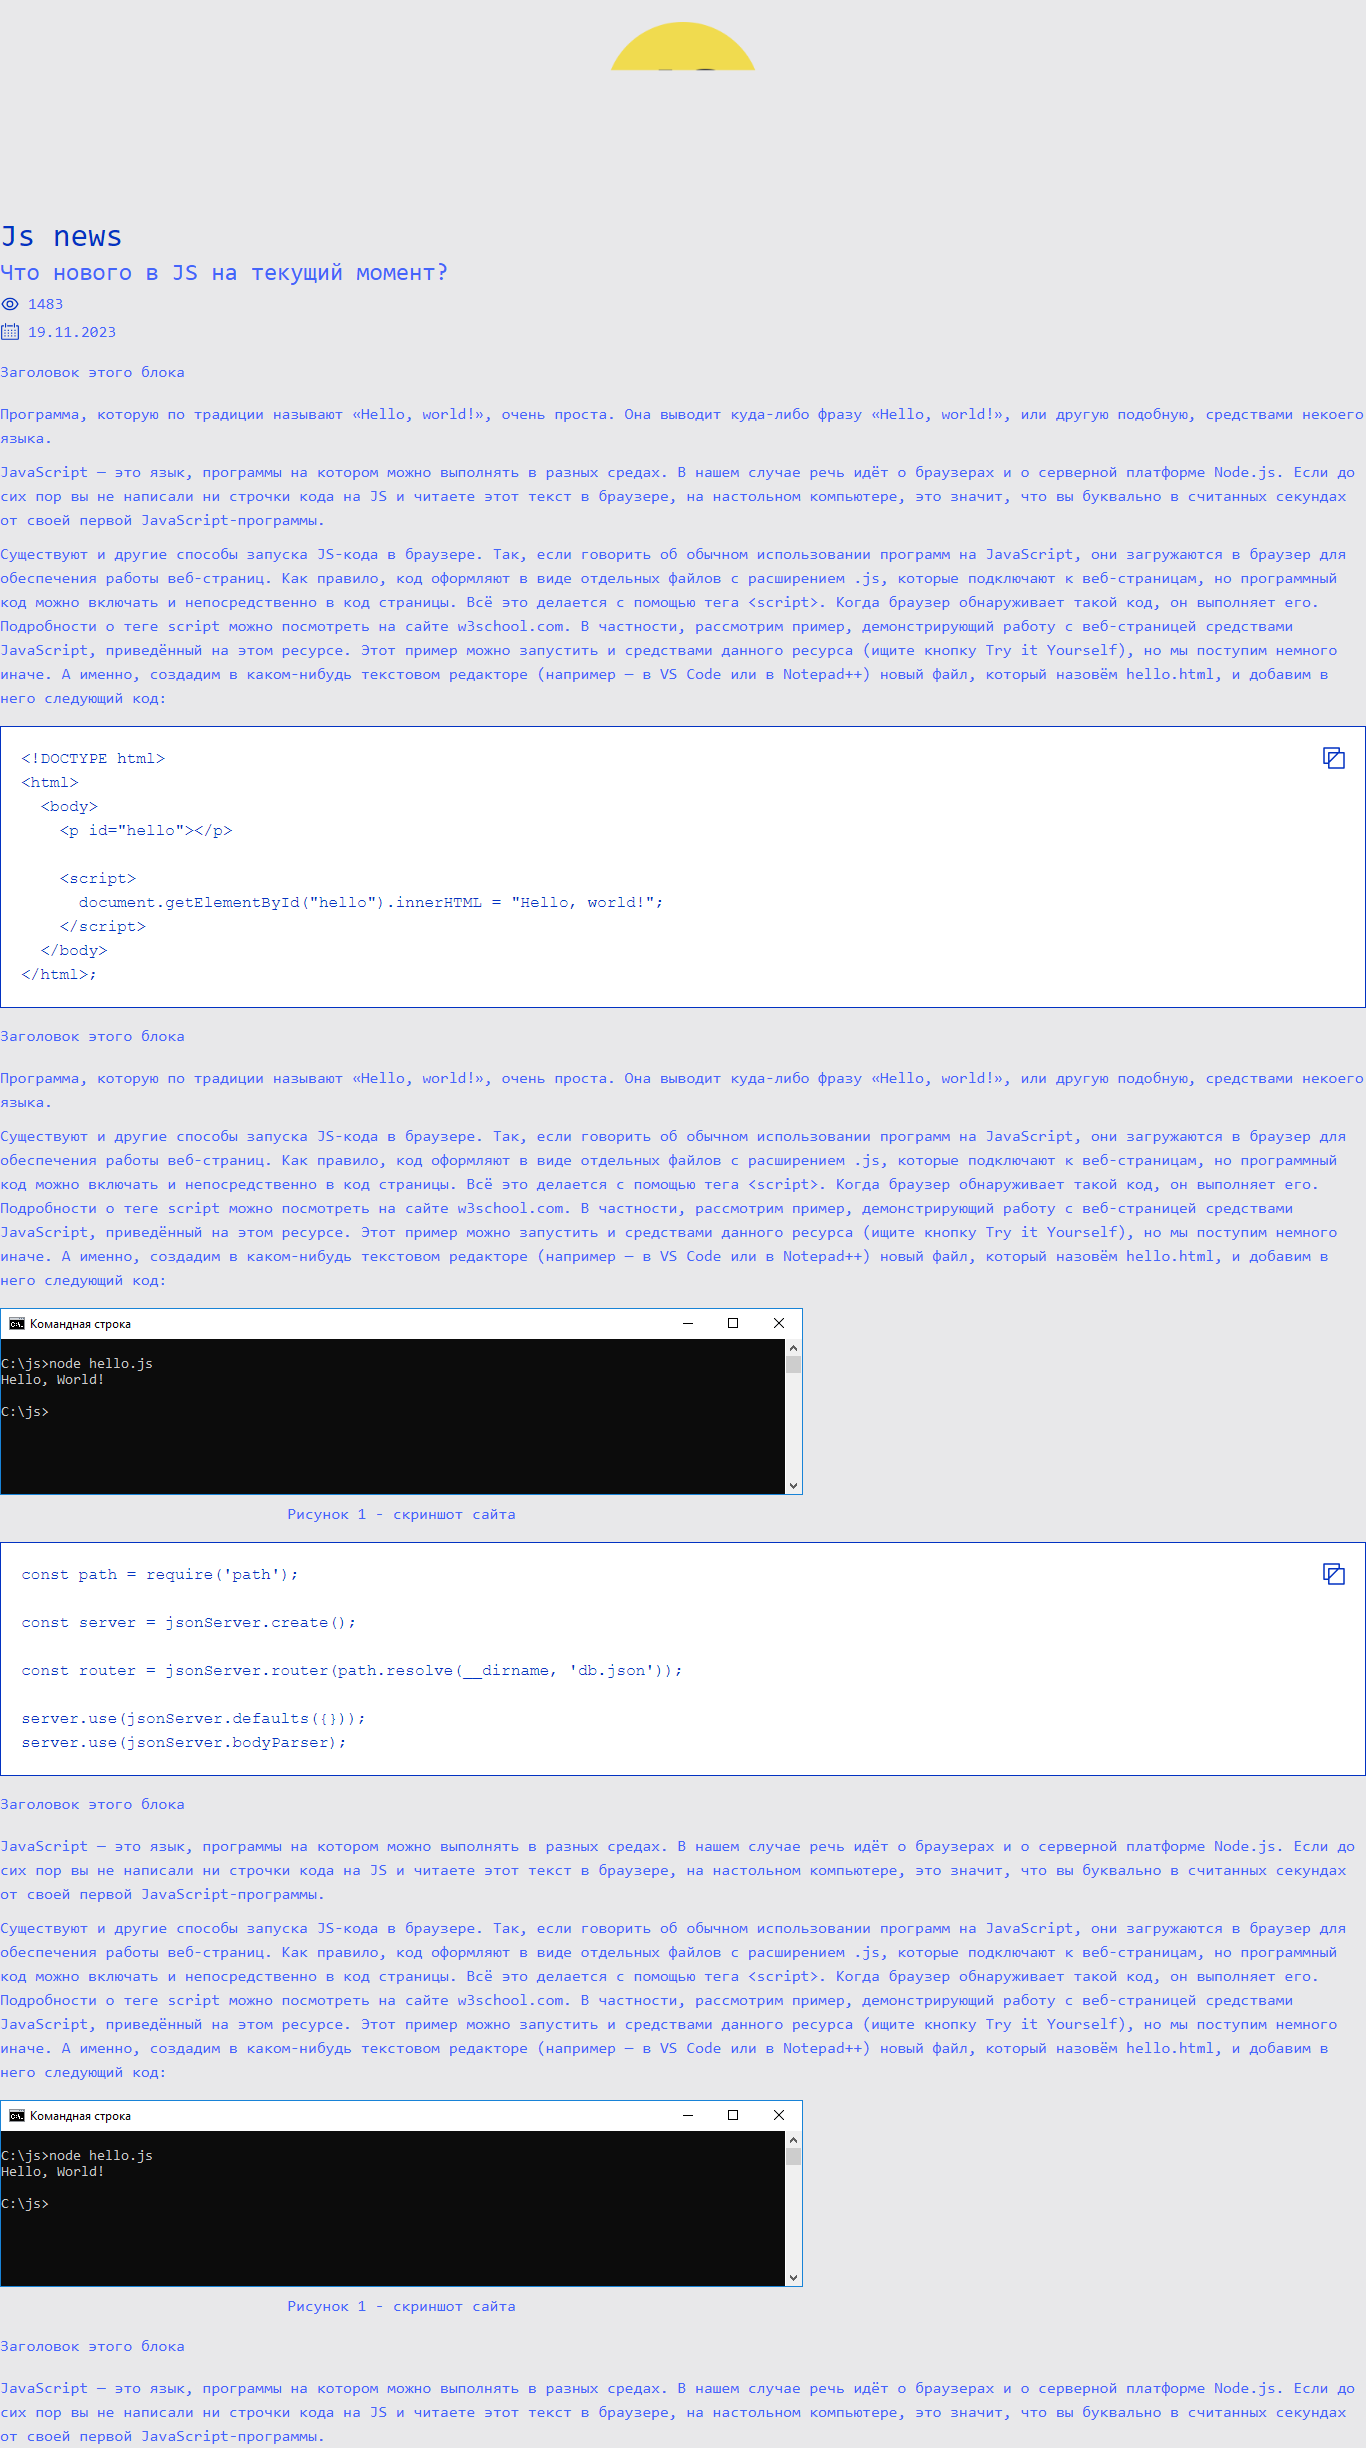 Js news
Что нового в JS на текущий момент?
1483
19.11.2023
Заголовок этого блока
Программа, которую по традиции называют «Hello, world!», очень проста. Она выводит куда-либо фразу «Hello, world!», или другую подобную, средствами некоего
языка.
JavaScript — это язык, программы на котором можно выполнять в разных средах. В нашем случае речь идёт о браузерах и о серверной платформе Node.js. Если до
сих пор вы не написали ни строчки кода на JS и читаете этот текст в браузере, на настольном компьютере, это значит, что вы буквально в считанных секундах
от своей первой JavaScript-программы.
Существуют и другие способы запуска JS-кода в браузере. Так, если говорить об обычном использовании программ на JavaScript, они загружаются в браузер для
обеспечения работы веб-страниц. Как правило, код оформляют в виде отдельных файлов с расширением .js, которые подключают к веб-страницам, но программный
код можно включать и непосредственно в код страницы. Всё это делается с помощью тега <script>. Когда браузер обнаруживает такой код, он выполняет его.
Подробности о теге script можно посмотреть на сайте w3school.com. В частности, рассмотрим пример, демонстрирующий работу с веб-страницей средствами
JavaScript, приведённый на этом ресурсе. Этот пример можно запустить и средствами данного ресурса (ищите кнопку Try it Yourself), но мы поступим немного
иначе. А именно, создадим в каком-нибудь текстовом редакторе (например — в VS Code или в Notepad++) новый файл, который назовём hello.html, и добавим в
него следующий код:
<!DOCTYPE html>
<html>
  <body>
    <p id="hello"></p>
    <script>
      document.getElementById("hello").innerHTML = "Hello, world!";
    </script>
  </body>
</html>;
Заголовок этого блока
Программа, которую по традиции называют «Hello, world!», очень проста. Она выводит куда-либо фразу «Hello, world!», или другую подобную, средствами некоего
языка.
Существуют и другие способы запуска JS-кода в браузере. Так, если говорить об обычном использовании программ на JavaScript, они загружаются в браузер для
обеспечения работы веб-страниц. Как правило, код оформляют в виде отдельных файлов с расширением .js, которые подключают к веб-страницам, но программный
код можно включать и непосредственно в код страницы. Всё это делается с помощью тега <script>. Когда браузер обнаруживает такой код, он выполняет его.
Подробности о теге script можно посмотреть на сайте w3school.com. В частности, рассмотрим пример, демонстрирующий работу с веб-страницей средствами
JavaScript, приведённый на этом ресурсе. Этот пример можно запустить и средствами данного ресурса (ищите кнопку Try it Yourself), но мы поступим немного
иначе. А именно, создадим в каком-нибудь текстовом редакторе (например — в VS Code или в Notepad++) новый файл, который назовём hello.html, и добавим в
него следующий код:
Командная строка
C:\js>node hello.js
Hello, World!
C:\js>
Рисунок 1 - скриншот сайта
const path = require('path');
const server = jsonServer.create();
const router = jsonServer.router(path.resolve(__dirname, 'db.json'));
server.use(jsonServer.defaults({}));
server.use(jsonServer.bodyParser);
Заголовок этого блока
JavaScript — это язык, программы на котором можно выполнять в разных средах. В нашем случае речь идёт о браузерах и о серверной платформе Node.js. Если до
сих пор вы не написали ни строчки кода на JS и читаете этот текст в браузере, на настольном компьютере, это значит, что вы буквально в считанных секундах
от своей первой JavaScript-программы.
Существуют и другие способы запуска JS-кода в браузере. Так, если говорить об обычном использовании программ на JavaScript, они загружаются в браузер для
обеспечения работы веб-страниц. Как правило, код оформляют в виде отдельных файлов с расширением .js, которые подключают к веб-страницам, но программный
код можно включать и непосредственно в код страницы. Всё это делается с помощью тега <script>. Когда браузер обнаруживает такой код, он выполняет его.
Подробности о теге script можно посмотреть на сайте w3school.com. В частности, рассмотрим пример, демонстрирующий работу с веб-страницей средствами
JavaScript, приведённый на этом ресурсе. Этот пример можно запустить и средствами данного ресурса (ищите кнопку Try it Yourself), но мы поступим немного
иначе. А именно, создадим в каком-нибудь текстовом редакторе (например — в VS Code или в Notepad++) новый файл, который назовём hello.html, и добавим в
него следующий код:
Командная строка
C:\js>node hello.js
Hello, World!
C:\js>
Рисунок 1 - скриншот сайта
Заголовок этого блока
JavaScript — это язык, программы на котором можно выполнять в разных средах. В нашем случае речь идёт о браузерах и о серверной платформе Node.js. Если до
сих пор вы не написали ни строчки кода на JS и читаете этот текст в браузере, на настольном компьютере, это значит, что вы буквально в считанных секундах
от своей первой JavaScript-программы.